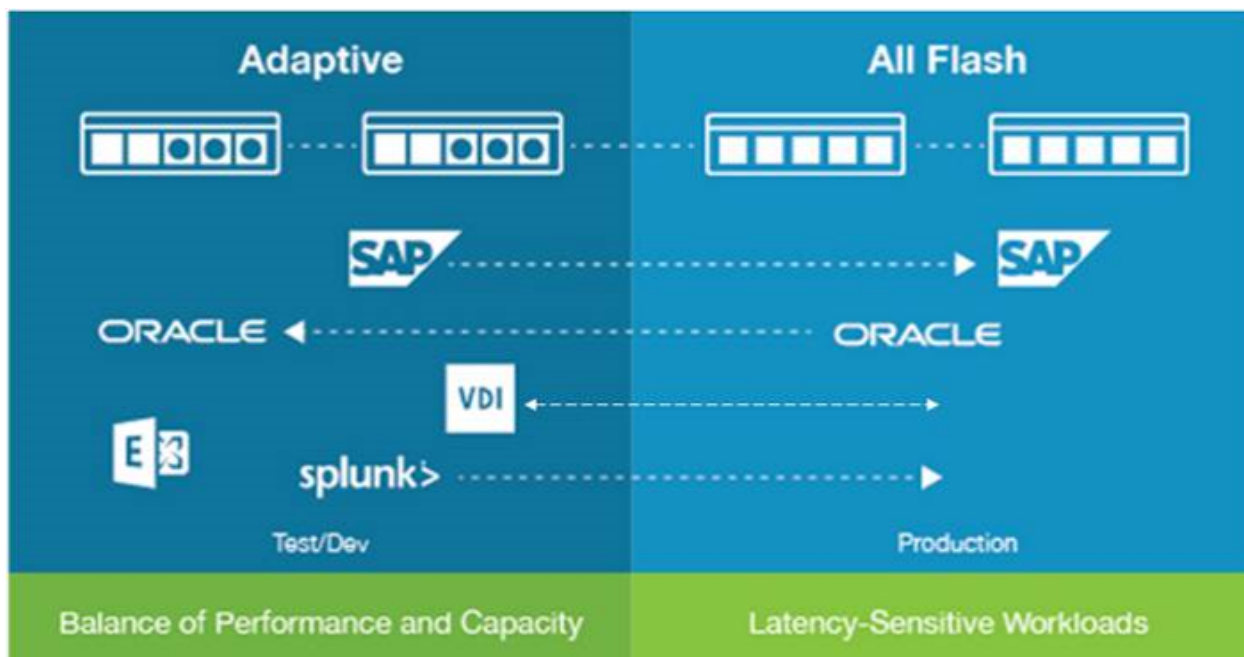 Adaptive
All Flash
SAP
SAP
ORACLE
ORACLE
VDI
E
splunk>
Test/Dev
Production
Balance of Performance and Capacity
Latency-Sensitive Workloads